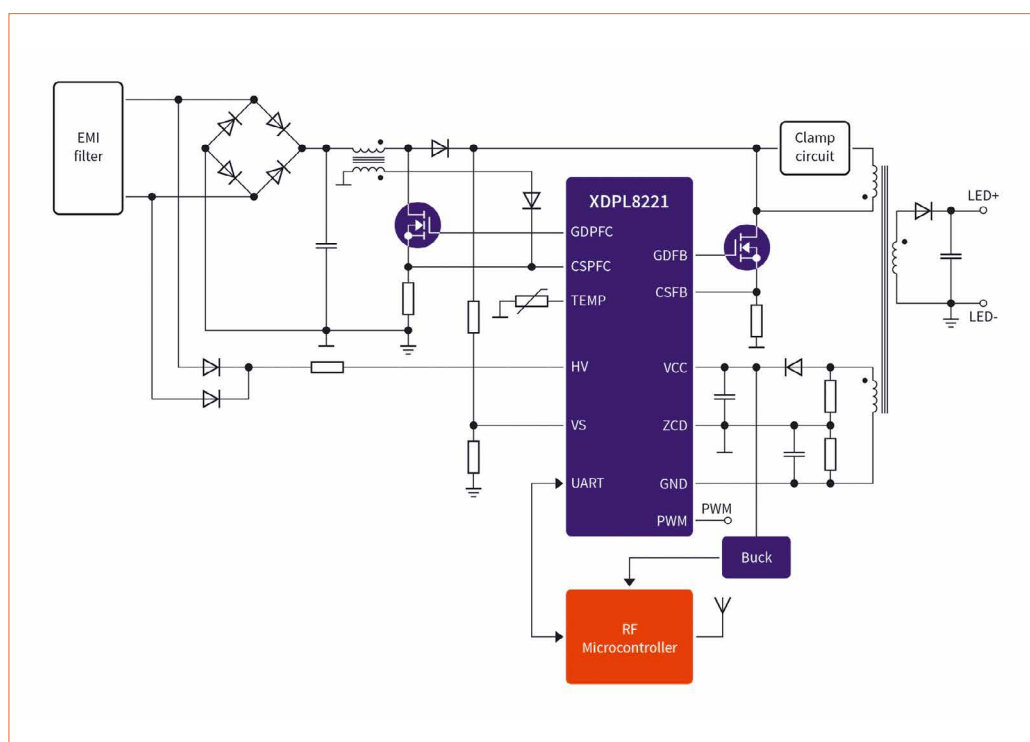 EMI
filter
Clamp
circuit
XDPL8221
LED+
GDPFC
GDFB
CSPFC
CSFB
TEMP
LED-
HV
VCC
VS
ZCD
UART
GND
PWM
PWM
Buck
RF
Microcontroller